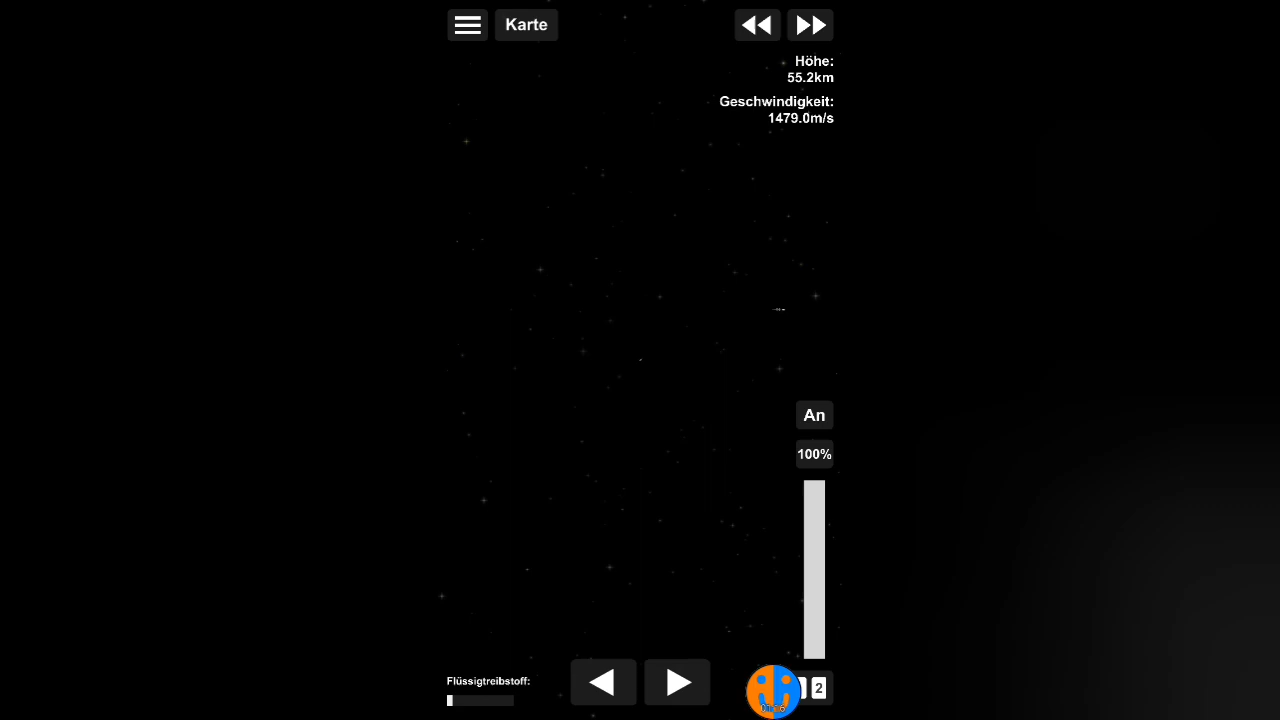 Karte
Höhe:
55.2km
Geschwindigkeit:
1479.0m/s
An
100%
Flüssigtreibstoff:
2